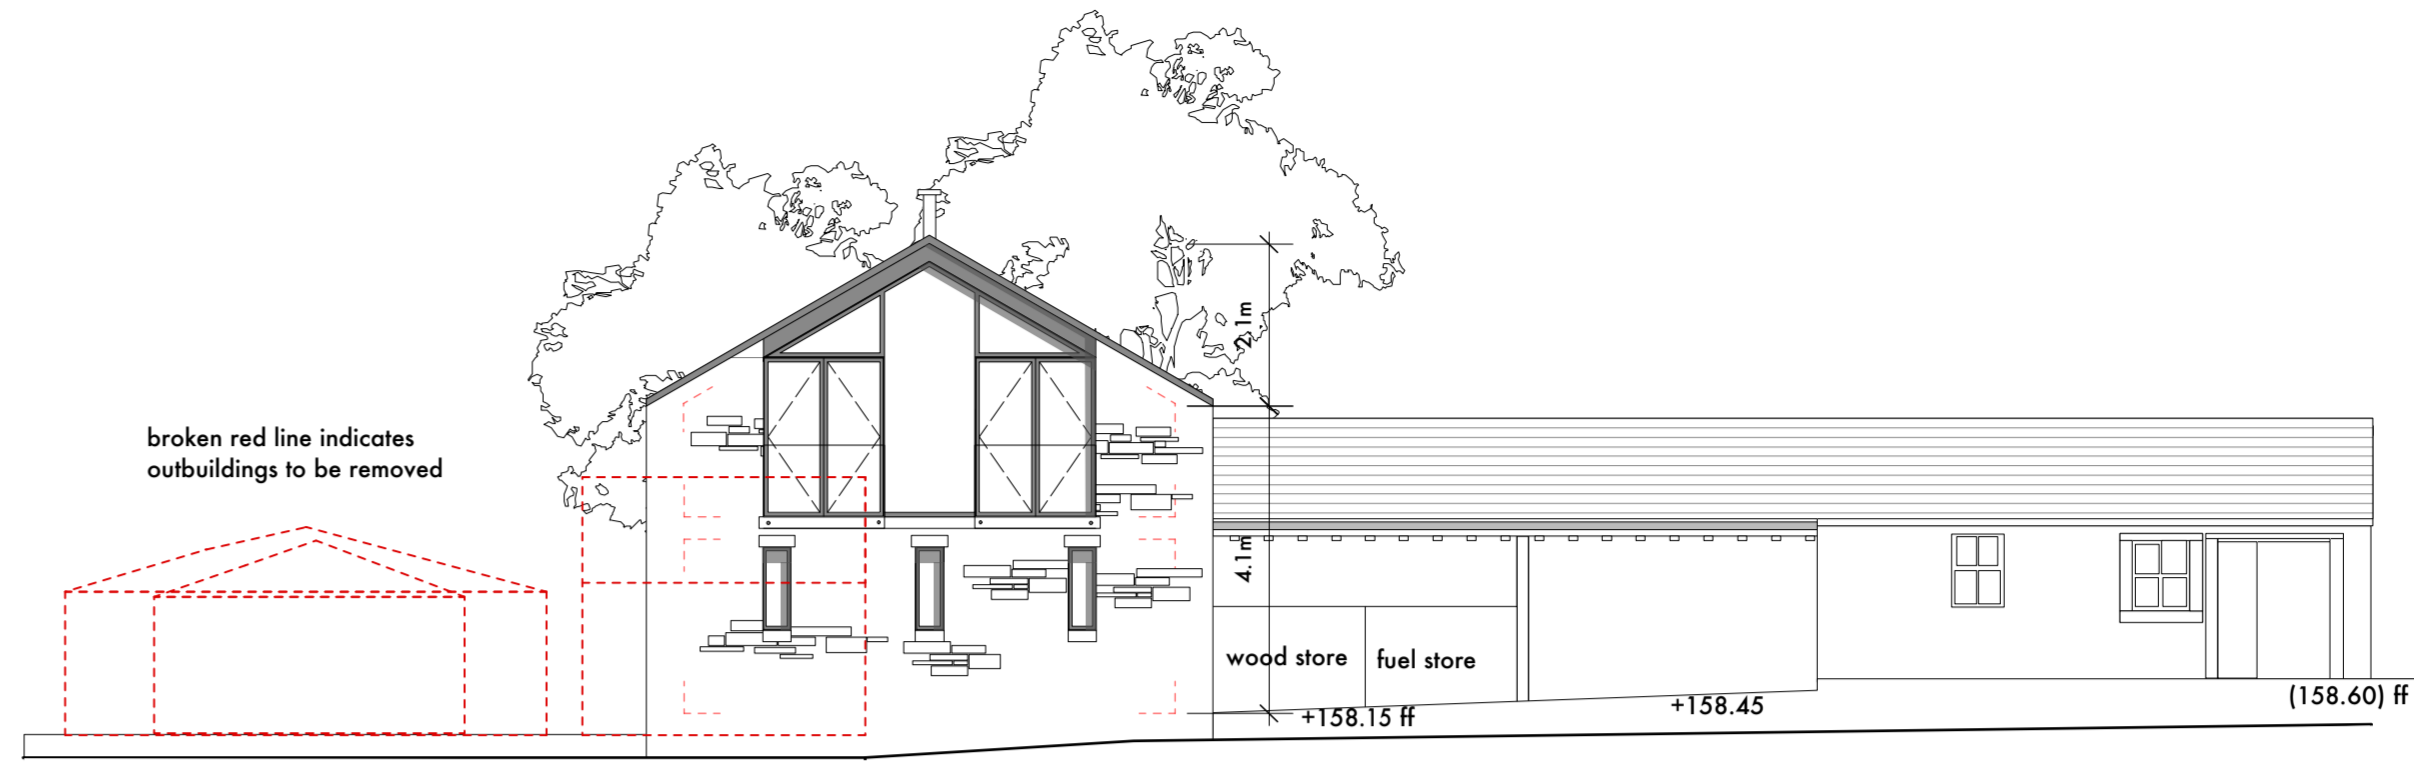 broken red line indicates
outbuildings to be removed
2.1m
4.1m
wood store
fuel store
+158.15 ff
+158.45
(158.60) ff